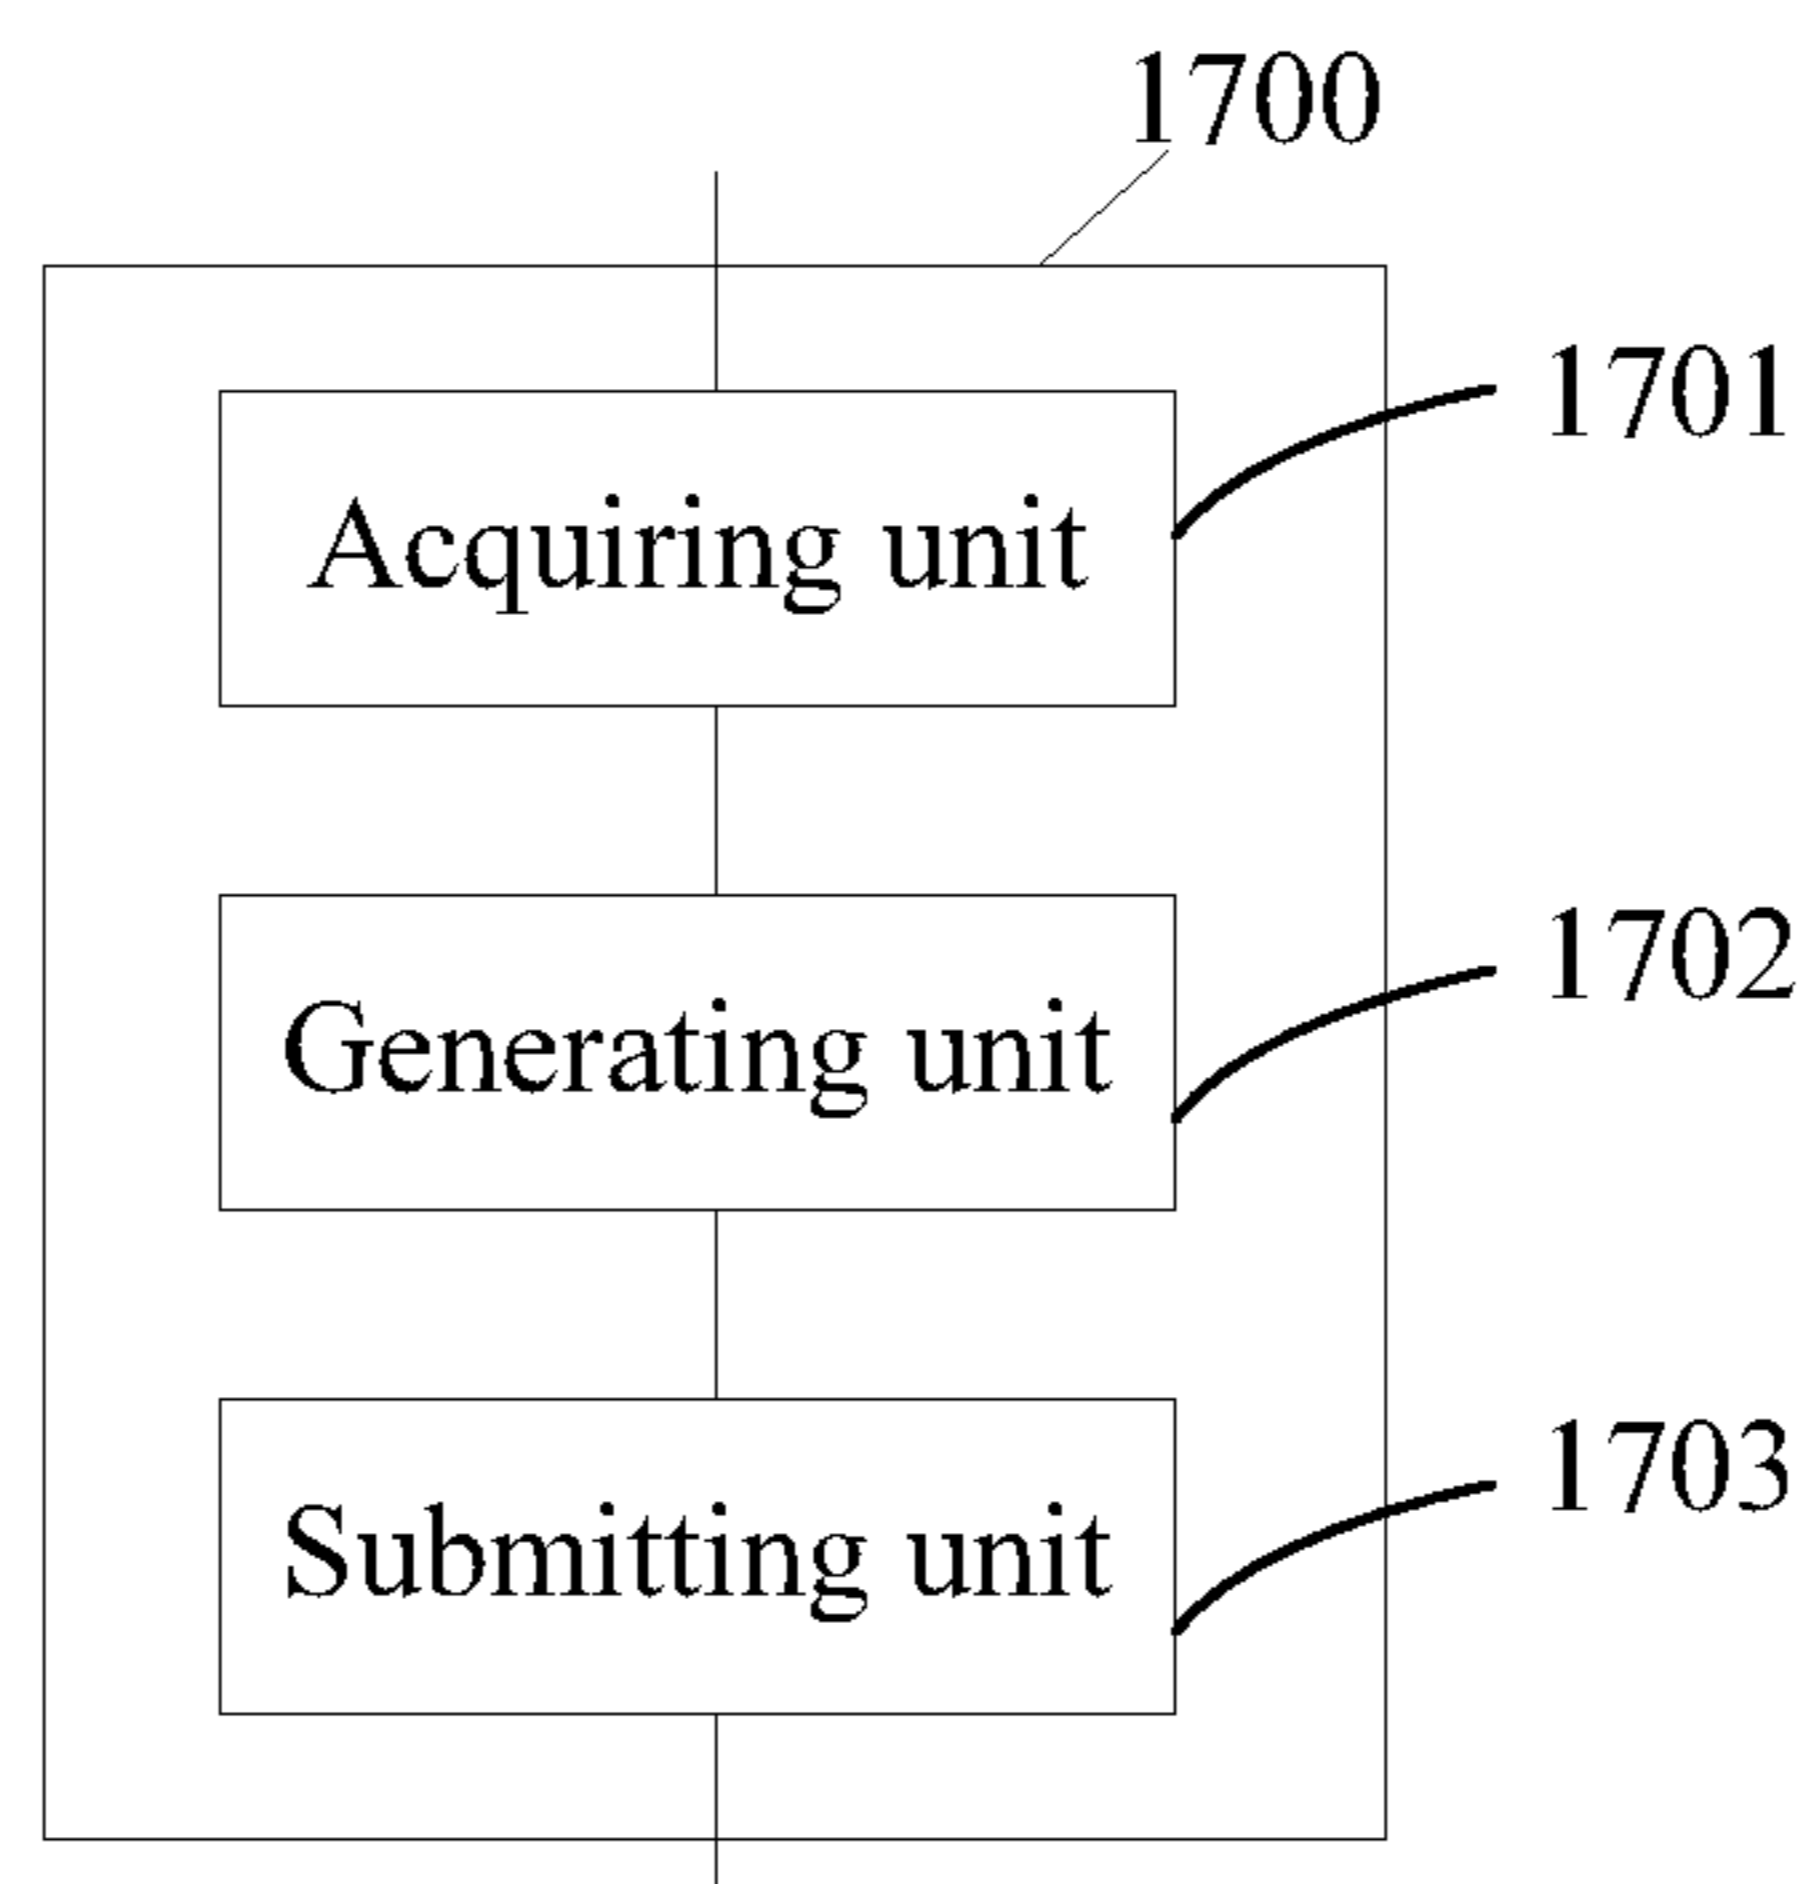 1700
1701
Acquiring unit
1702
Generating unit
1703
Submitting unit